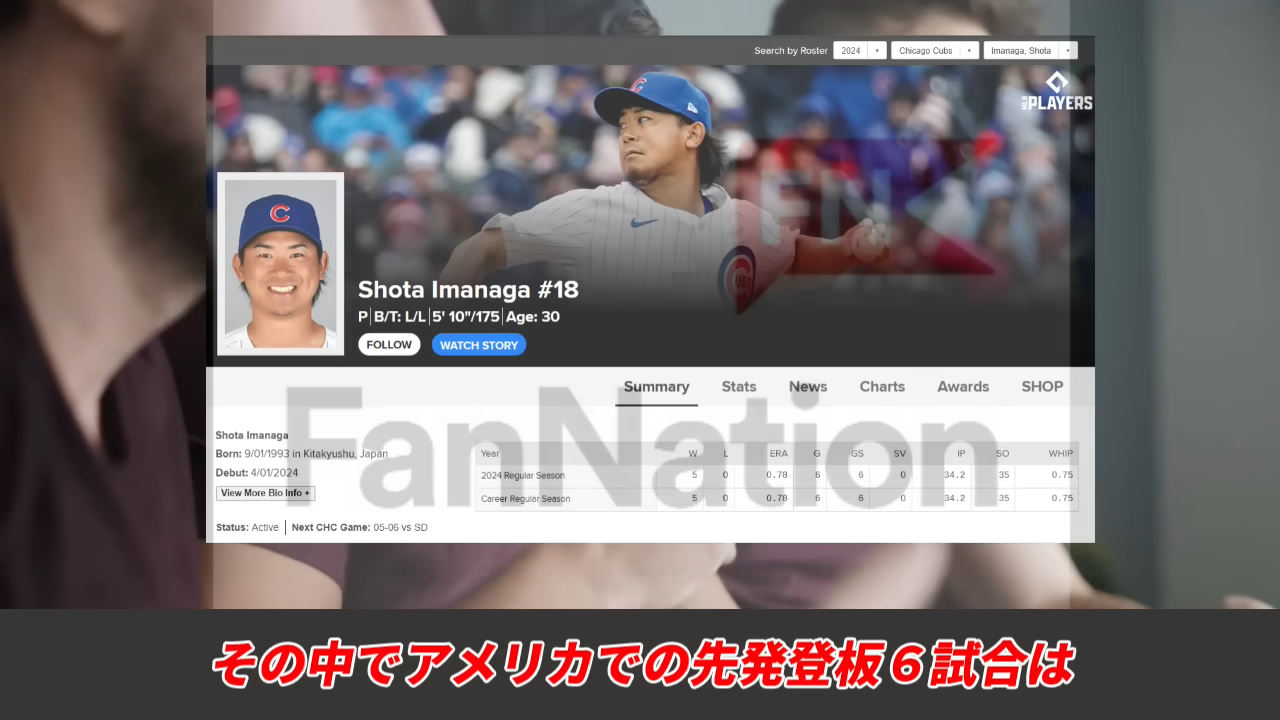 Search by Roster 2024 Chicago Cubs Imanaga, Shota
MLB PLAYERS
FN
Shota Imanaga #18
P B/T: L/L 5' 10"/175 Age: 30
FOLLOW WATCH STORY
Summary Stats News Charts Awards SHOP
FanNation
Shota Imanaga
Born: 9/01/1993 in Kitakyushu, Japan
Debut: 4/01/2024
View More Bio Info +
Status: Active Next CHC Game: 05-06 vs SD
Year W L ERA G GS SV IP SO WHIP
2024 Regular Season 5 0 0.78 6 6 0 34.2 35 0.75
Career Regular Season 5 0 0.78 6 6 0 34.2 35 0.75
その中でアメリカでの先発登板６試合は